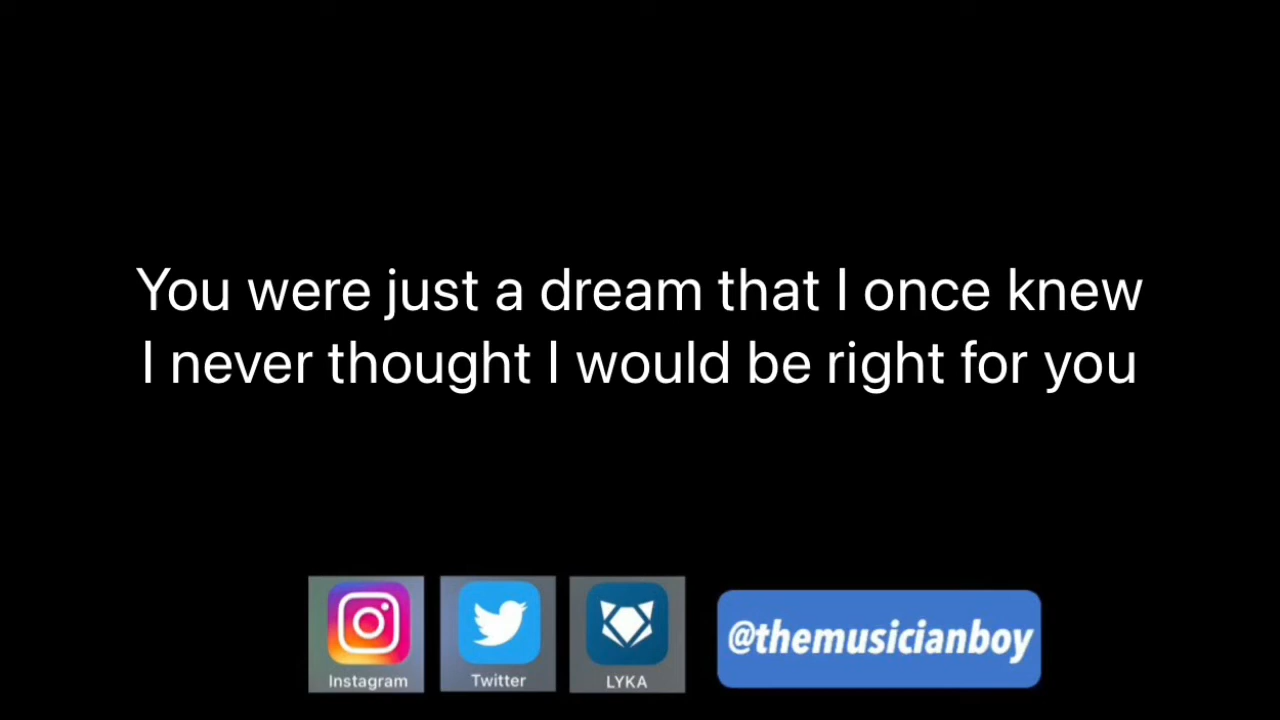 You were just a dream that I once knew
I never thought I would be right for you
Instagram
Twitter
LYKA
@themusicianboy